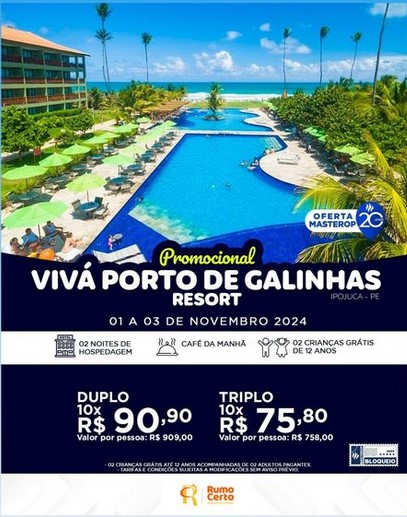 OFERTA
MASTEROP 20
Promocional
VIVÁ PORTO DE GALINHAS
RESORT
IPOJUCA - PE
01 A 03 DE NOVEMBRO 2024
02 NOITES DE
HOSPEDAGEM
CAFÉ DA MANHÃ
02 CRIANÇAS GRÁTIS
DE 12 ANOS
DUPLO
10x
R$ 90,90
Valor por pessoa: R$ 909,00
TRIPLO
10x
R$ 75,80
Valor por pessoa: R$ 758,00
BLOQUEIO
- 02 CRIANÇAS GRÁTIS ATÉ 12 ANOS ACOMPANHADAS DE 02 ADULTOS PAGANTES.
- TARIFAS E CONDIÇÕES SUJEITAS A MODIFICAÇÕES SEM AVISO PRÉVIO.
Rumo
Certo